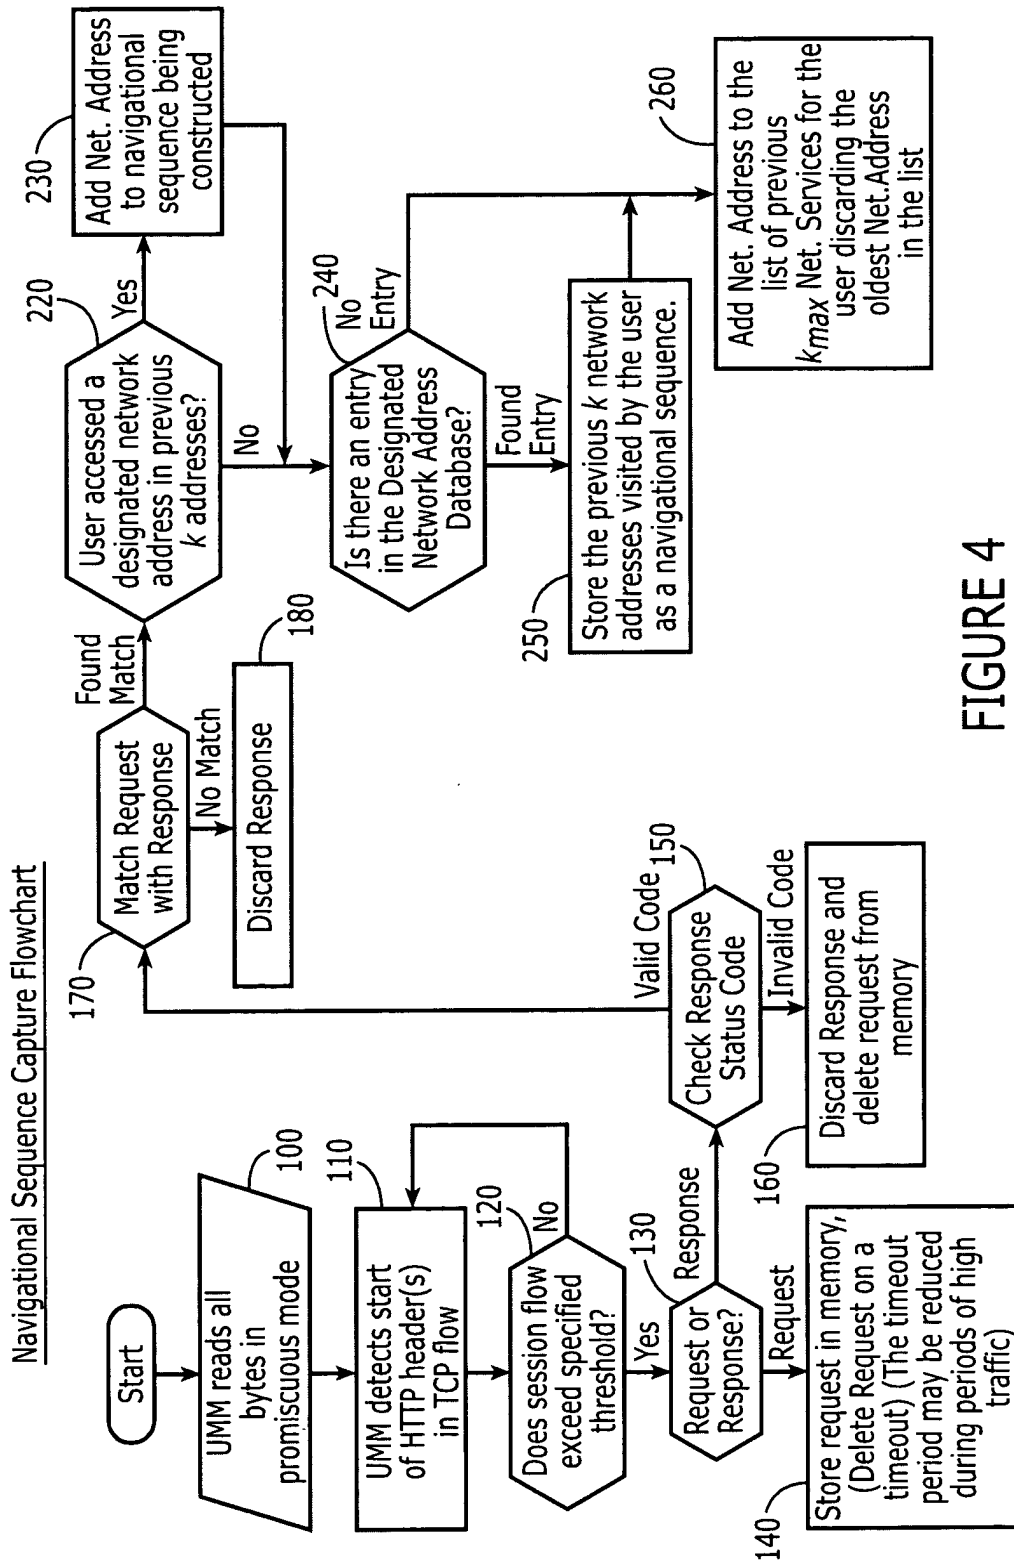 Navigational Sequence Capture Flowchart
Start
UMM reads all
bytes in
promiscuous mode
100
UMM detects start
of HTTP header(s)
in TCP flow
110
Does session flow
exceed specified
threshold?
120
No
Yes
Request or
Response?
130
Response
Request
Store request in memory,
(Delete Request on a
timeout) (The timeout
period may be reduced
during periods of high
traffic)
140
Check Response
Status Code
150
Valid Code
Invalid Code
Discard Response and
delete request from
memory
160
Match Request
with Response
170
Found
Match
No Match
Discard Response
180
User accessed a
designated network
address in previous
k addresses?
220
Yes
No
Add Net. Address
to navigational
sequence being
constructed
230
Is there an entry
in the Designated
Network Address
Database?
240
No
Entry
Found
Entry
Store the previous k network
addresses visited by the user
as a navigational sequence.
250
Add Net. Address to the
list of previous
kmax Net. Services for the
user discarding the
oldest Net.Address
in the list
260
FIGURE 4